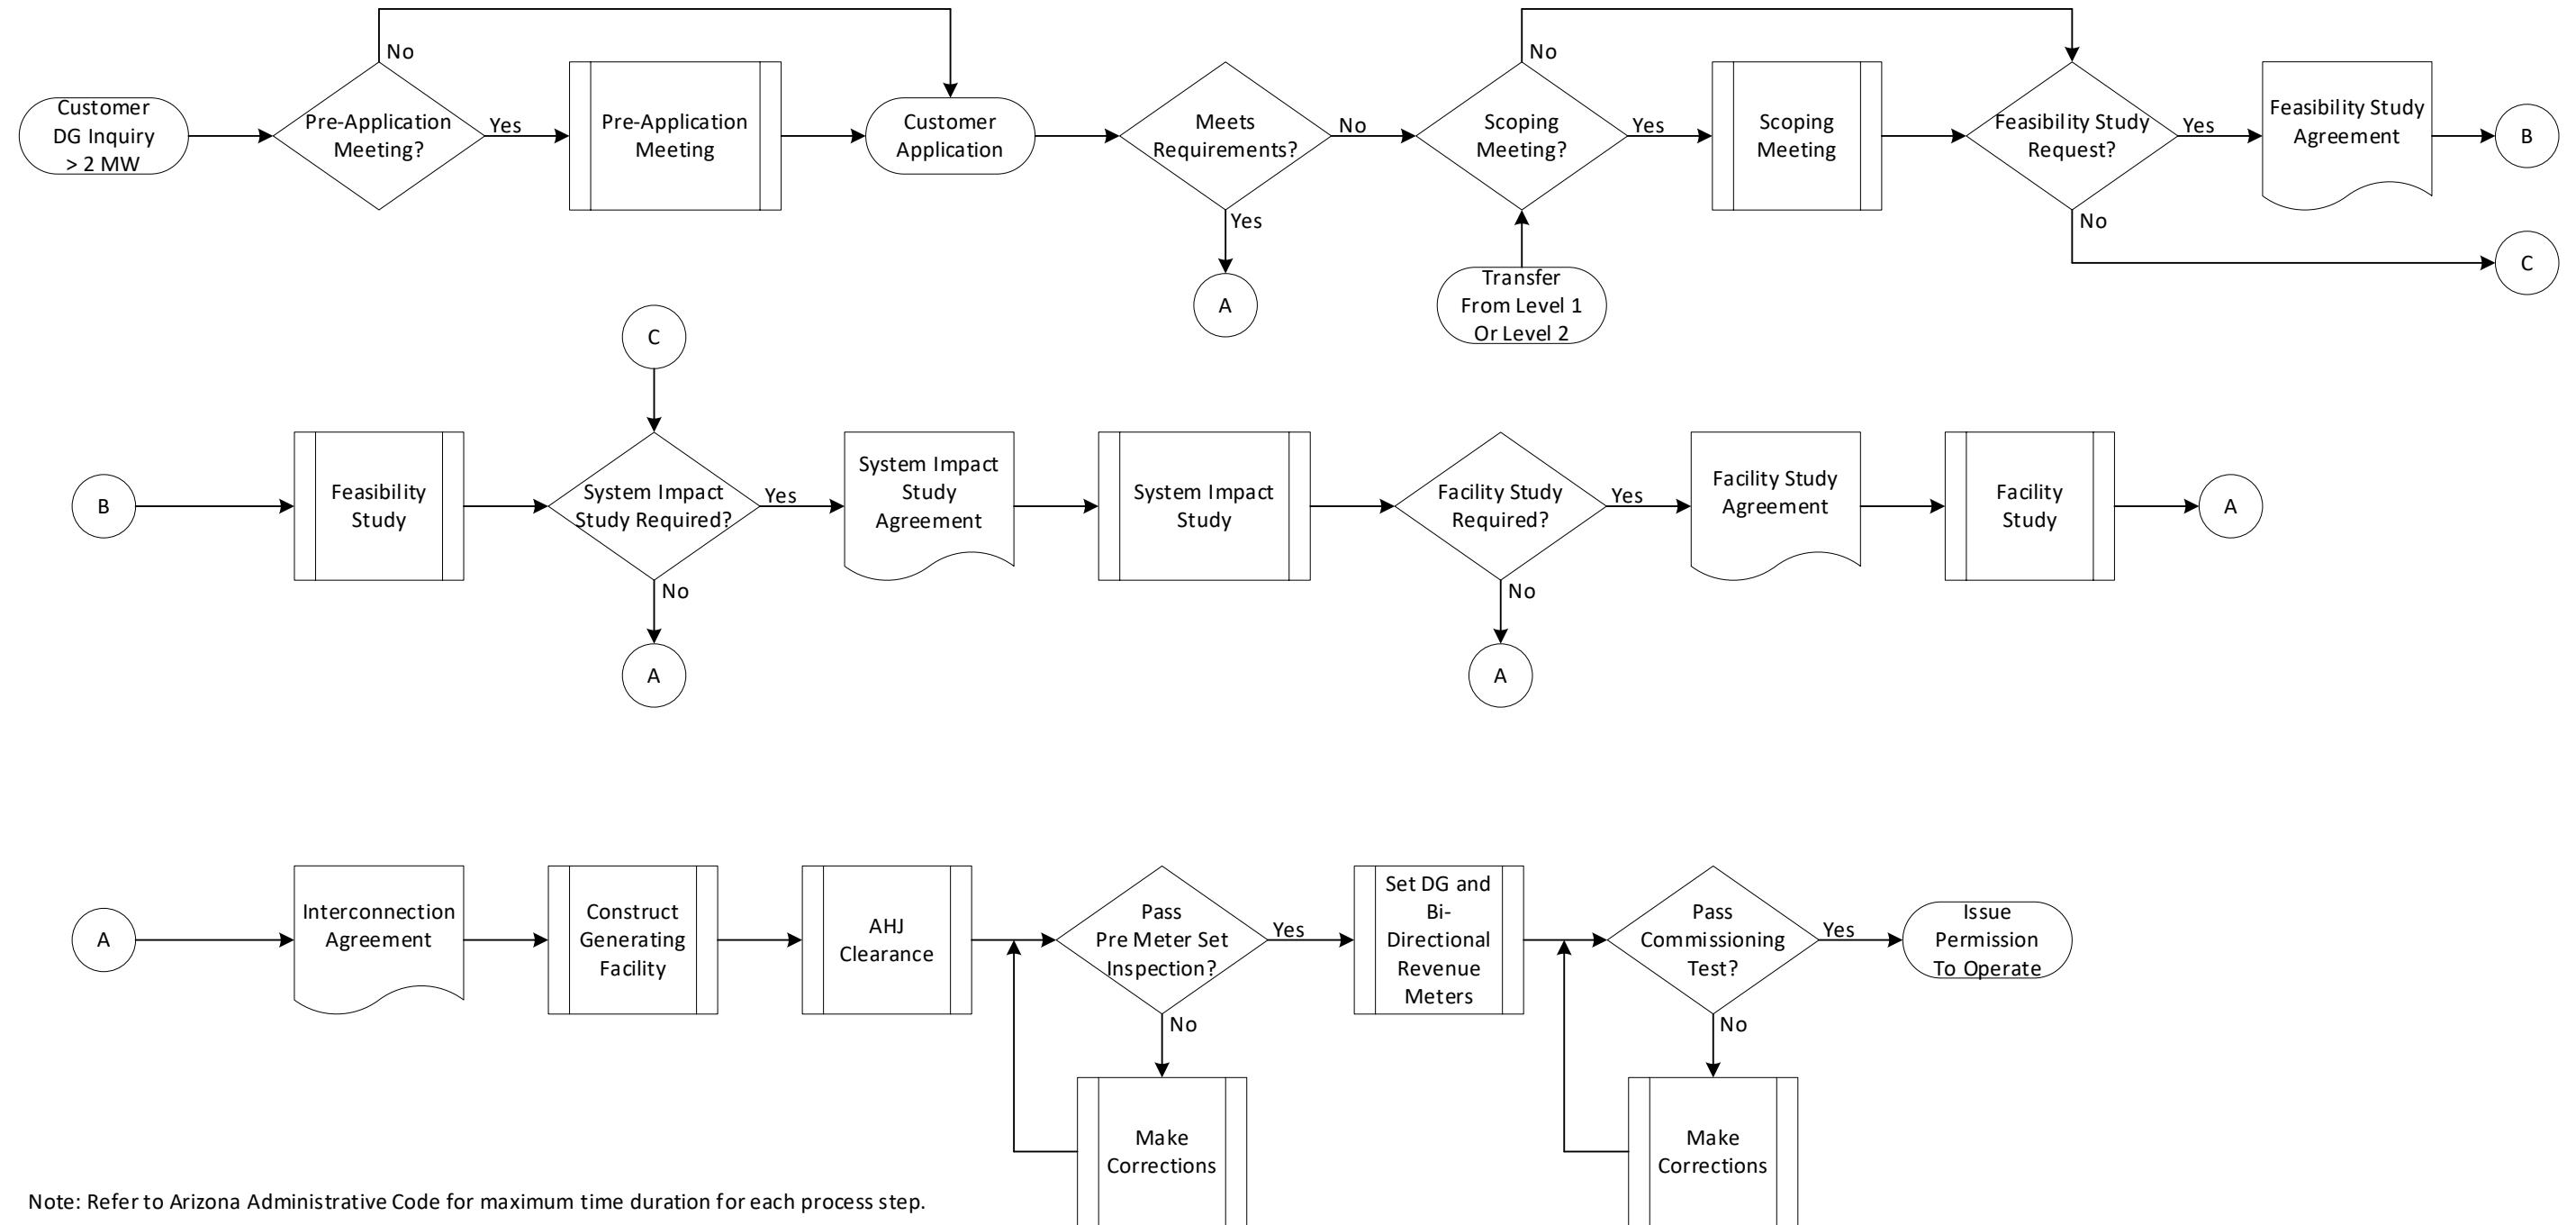 No
Customer
DG Inquiry
> 2 MW
Pre-Application
Meeting?
Yes
Pre-Application
Meeting
Customer
Application
Meets
Requirements?
No
Yes
A
No
Scoping
Meeting?
Yes
Transfer
From Level 1
Or Level 2
Scoping
Meeting
Feasibility Study
Request?
Yes
No
Feasibility Study
Agreement
B
C
C
B
Feasibility
Study
System Impact
Study Required?
Yes
No
A
System Impact
Study
Agreement
System Impact
Study
Facility Study
Required?
Yes
No
A
Facility Study
Agreement
Facility
Study
A
A
Interconnection
Agreement
Construct
Generating
Facility
AHJ
Clearance
Pass
Pre Meter Set
Inspection?
Yes
No
Make
Corrections
Set DG and
Bi-
Directional
Revenue
Meters
Pass
Commissioning
Test?
Yes
No
Make
Corrections
Issue
Permission
To Operate
Note: Refer to Arizona Administrative Code for maximum time duration for each process step.